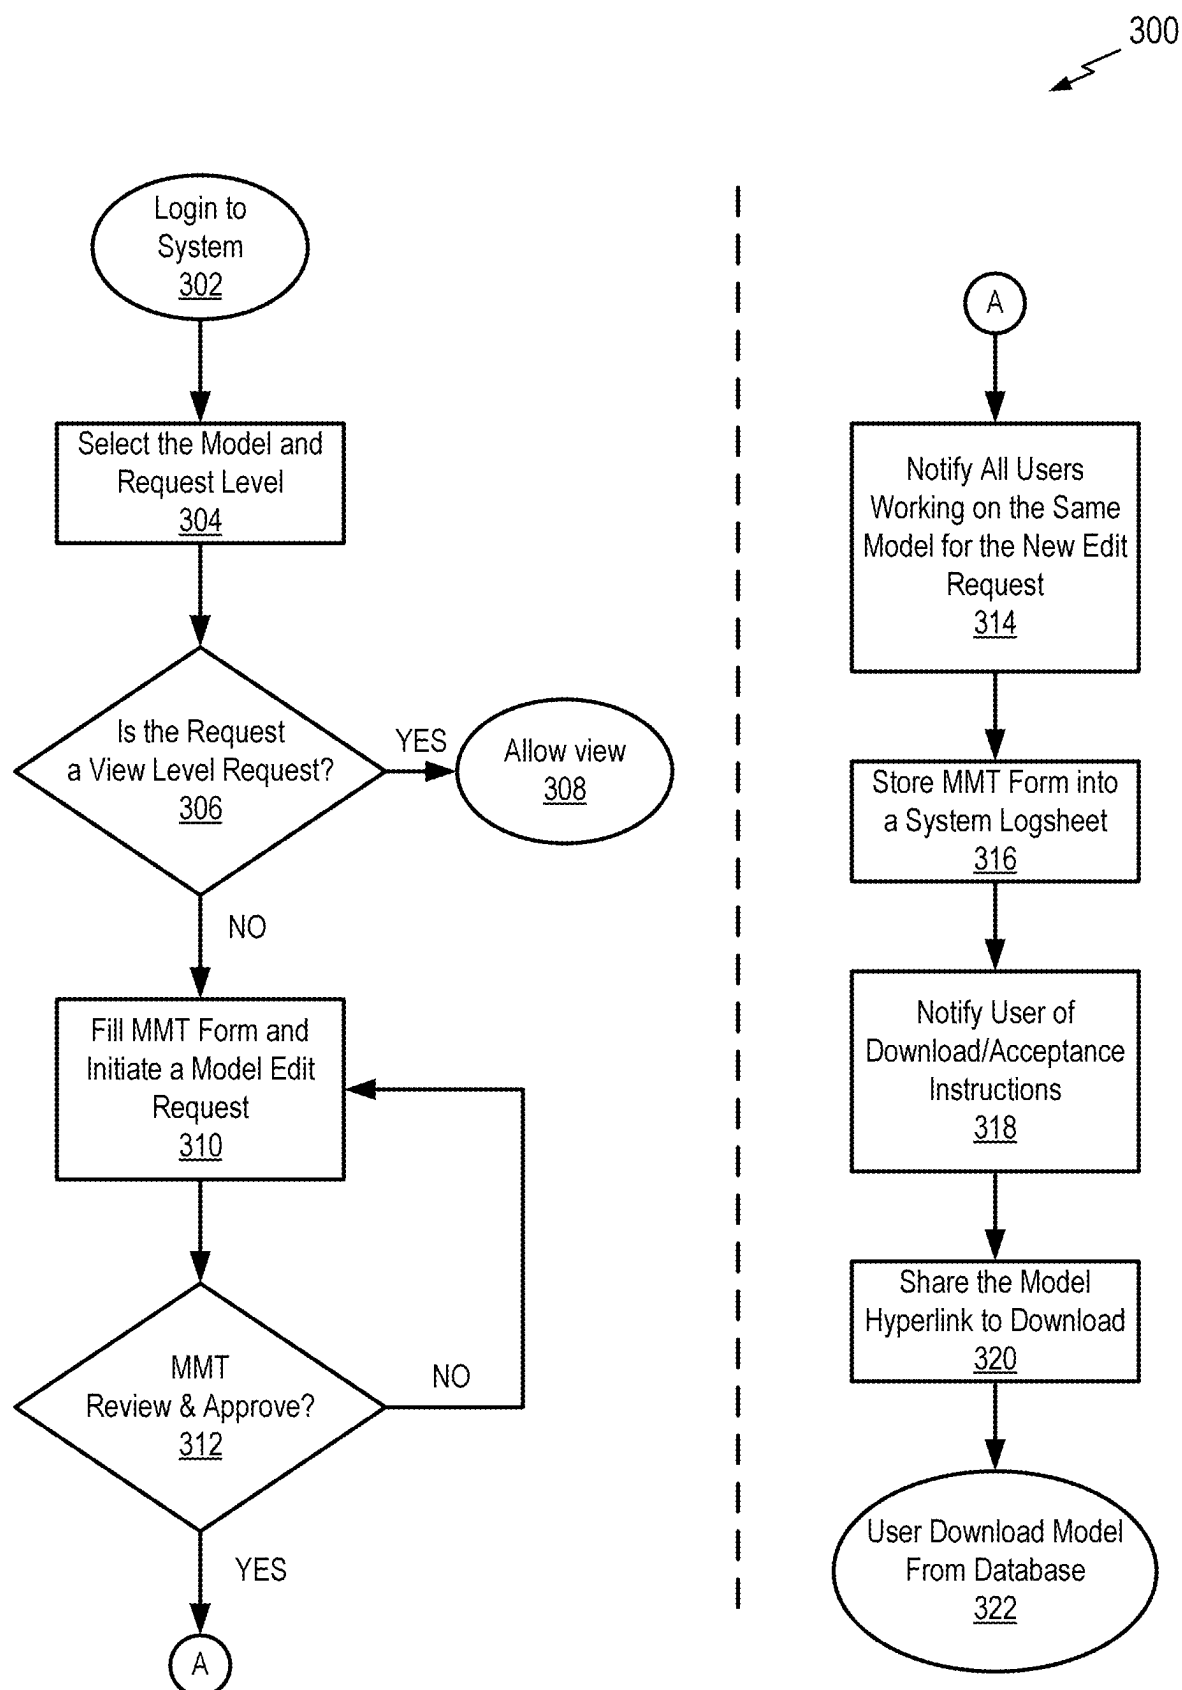 300
Login to
System
302
Select the Model and
Request Level
304
Is the Request
a View Level Request?
306
YES
Allow view
308
NO
Fill MMT Form and
Initiate a Model Edit
Request
310
MMT
Review & Approve?
312
NO
YES
A
A
Notify All Users
Working on the Same
Model for the New Edit
Request
314
Store MMT Form into
a System Logsheet
316
Notify User of
Download/Acceptance
Instructions
318
Share the Model
Hyperlink to Download
320
User Download Model
From Database
322